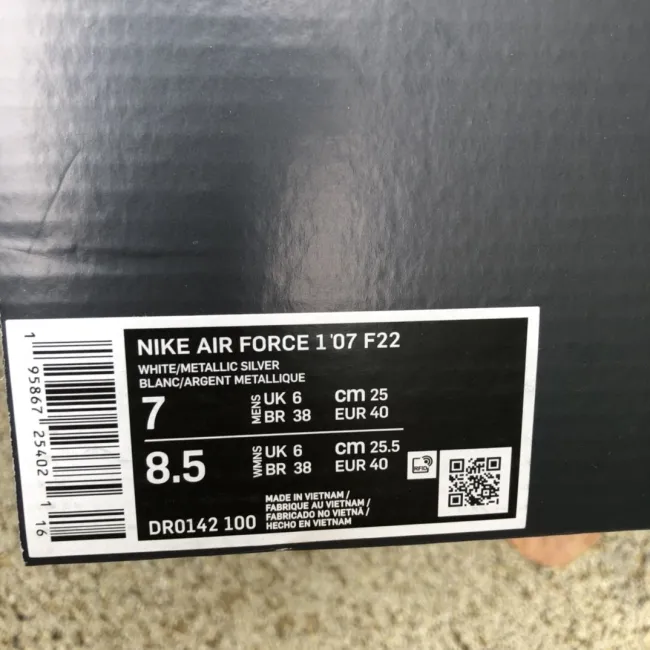 NIKE AIR FORCE 1 '07 F22
WHITE/METALLIC SILVER
BLANC/ARGENT METALLIQUE
7
MENS
UK 6
BR 38
cm 25
EUR 40
8.5
WMNS
UK 6
BR 38
cm 25.5
EUR 40
RFID
DR0142 100
MADE IN VIETNAM /
FABRIQUE AU VIETNAM /
FABRICADO NO VIETNÃ /
HECHO EN VIETNAM
1 95867 25402 1 16